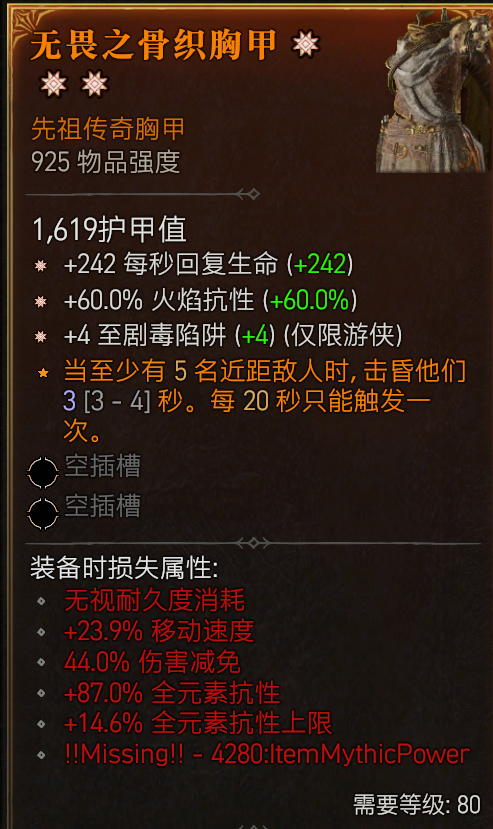 无畏之骨织胸甲
先祖传奇胸甲
925 物品强度
1,619护甲值
+242 每秒回复生命 (+242)
+60.0% 火焰抗性 (+60.0%)
+4 至剧毒陷阱 (+4) (仅限游侠)
当至少有 5 名近距敌人时, 击昏他们
3 [3 - 4] 秒。每 20 秒只能触发一
次。
空插槽
空插槽
装备时损失属性:
无视耐久度消耗
+23.9% 移动速度
44.0% 伤害减免
+87.0% 全元素抗性
+14.6% 全元素抗性上限
!!Missing!! - 4280:ItemMythicPower
需要等级: 80